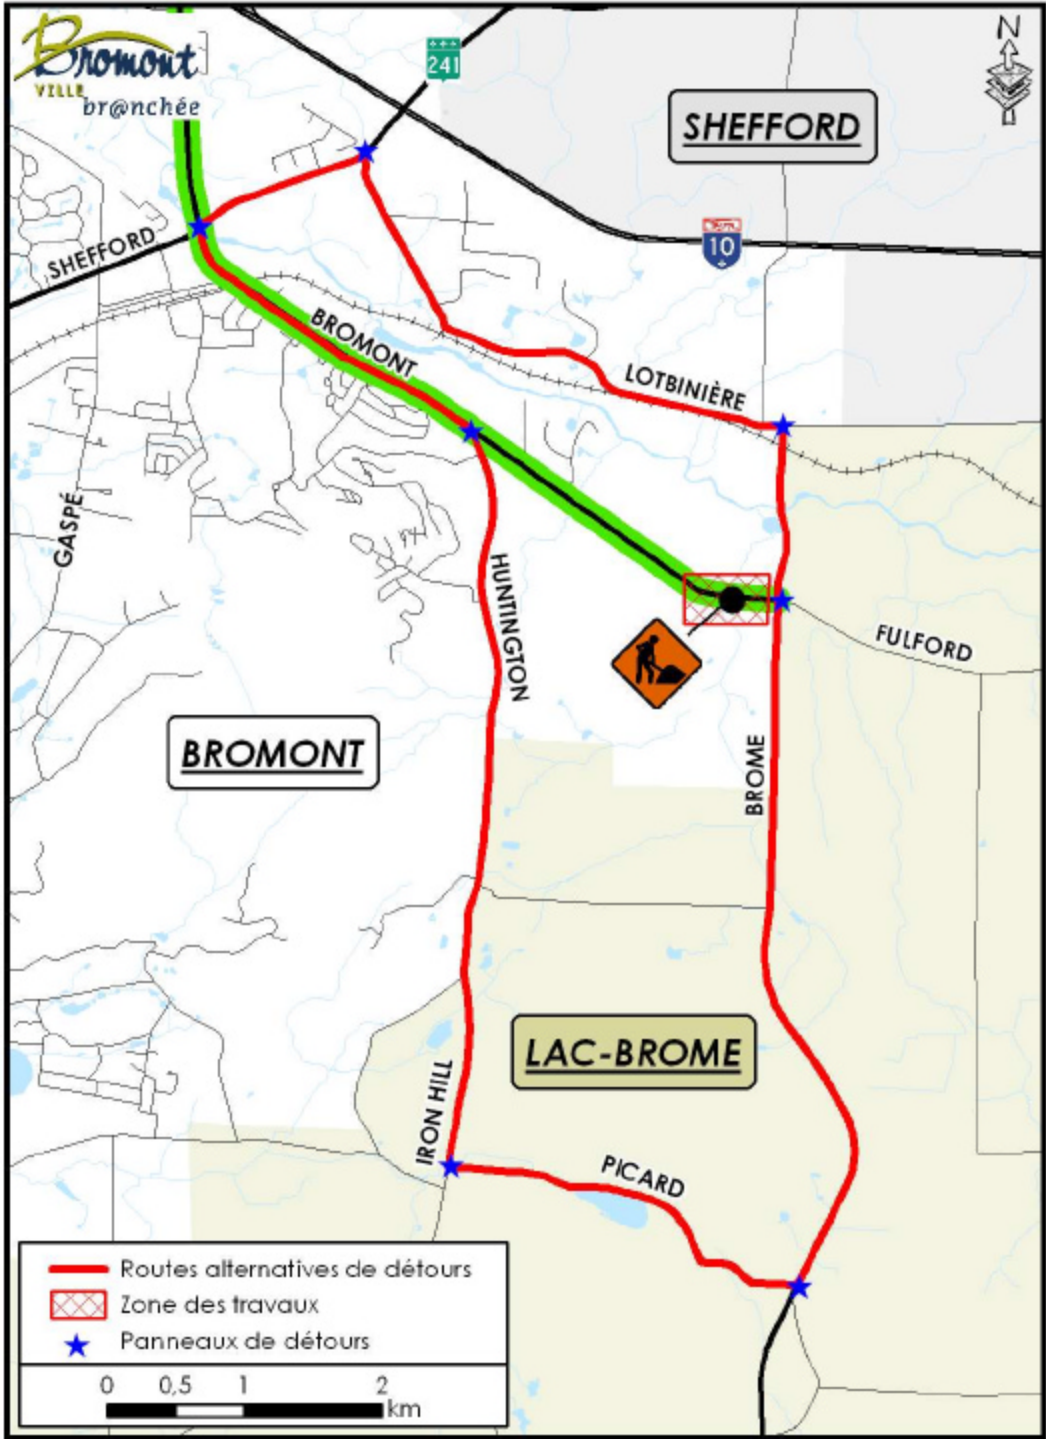 Bromont
VILLE
br@nchée
241
N
SHEFFORD
10
SHEFFORD
BROMONT
LOTBINIÈRE
GASPÉ
HUNTINGTON
FULFORD
BROMONT
BROME
LAC-BROME
IRON HILL
PICARD
Routes alternatives de détours
Zone des travaux
Panneaux de détours
0 0,5 1 2
km